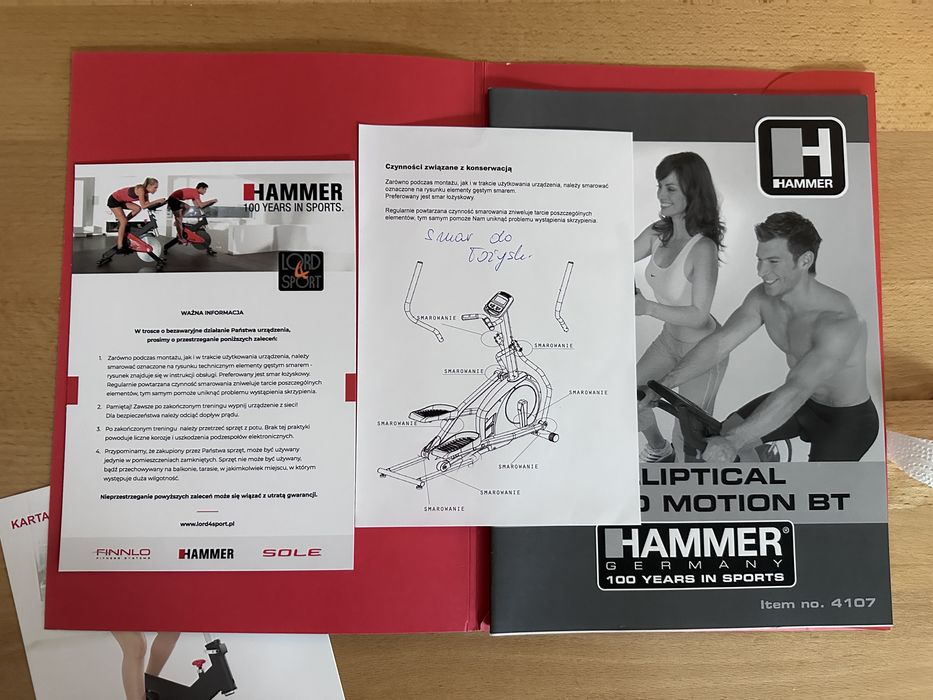 HAMMER
100 YEARS IN SPORTS.
LORD
&
SPORT
WAŻNA INFORMACJA
W trosce o bezawaryjne działanie Państwa urządzenia,
prosimy o przestrzeganie poniższych zaleceń:
1. Zarówno podczas montażu, jak i w trakcie użytkowania urządzenia, należy
smarować oznaczone na rysunku technicznym elementy gęstym smarem -
rysunek znajduje się w instrukcji obsługi. Preferowany jest smar łożyskowy.
Regularnie powtarzana czynność smarowania zniweluje tarcie poszczególnych
elementów, tym samym pomoże uniknąć problemu wystąpienia skrzypienia.
2. Pamiętaj! Zawsze po zakończonym treningu wypnij urządzenie z sieci!
Dla bezpieczeństwa należy odciąć dopływ prądu.
3. Po zakończonym treningu należy przetrzeć sprzęt z potu. Brak tej praktyki
powoduje liczne korozje i uszkodzenia podzespołów elektronicznych.
4. Przypominamy, że zakupiony przez Państwa sprzęt, może być używany
jedynie w pomieszczeniach zamkniętych. Sprzęt nie może być używany,
bądź przechowywany na balkonie, tarasie, w jakimkolwiek miejscu, w którym
występuje duża wilgotność.
Nieprzestrzeganie powyższych zaleceń może się wiązać z utratą gwarancji.
www.lord4sport.pl
FINNLO
FITNESS SYSTEMS
HAMMER
SOLE
KARTA
Czynności związane z konserwacją
Zarówno podczas montażu, jak i w trakcie użytkowania urządzenia, należy smarować
oznaczone na rysunku elementy gęstym smarem.
Preferowany jest smar łożyskowy.
Regularnie powtarzana czynność smarowania zniweluje tarcie poszczególnych
elementów, tym samym pomoże Nam uniknąć problemu wystąpienia skrzypienia.
Smar do
łożysk.
SMAROWANIE
SMAROWANIE
SMAROWANIE
SMAROWANIE
SMAROWANIE
SMAROWANIE
SMAROWANIE
SMAROWANIE
H
HAMMER
LIPTICAL
O MOTION BT
HAMMER®
GERMANY
100 YEARS IN SPORTS
Item no. 4107